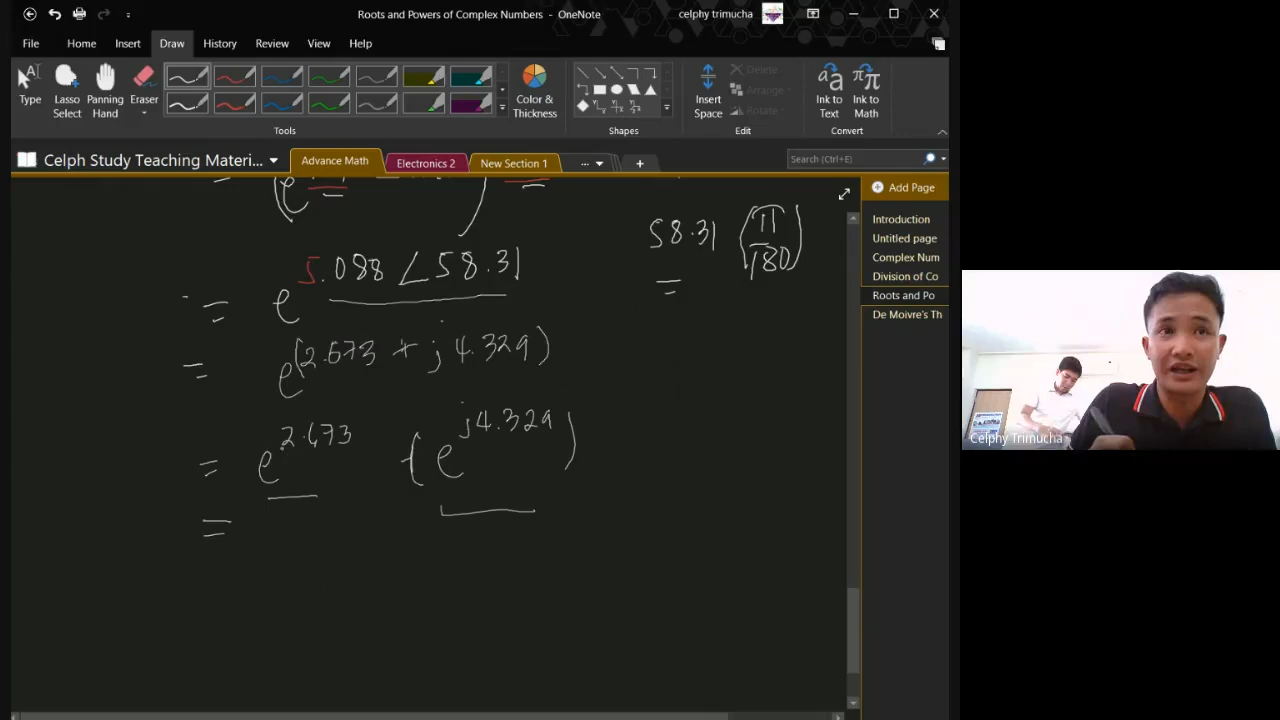 Roots and Powers of Complex Numbers - OneNote
celphy trimucha
File Home Insert Draw History Review View Help
Type
Lasso Select
Panning Hand
Eraser
Color & Thickness
Insert Space
Delete
Arrange
Rotate
Ink to Text
Ink to Math
Tools
Shapes
Edit
Convert
Celph Study Teaching Materi...
Advance Math
Electronics 2
New Section 1
...
Search (Ctrl+E)
Add Page
Introduction
Untitled page
Complex Num
Division of Co
Roots and Po
De Moivre's Th
= e^5.088 ∠58.31
= e^(2.673 + j4.329)
= e^2.673 (e^j4.329)
=
58.31 (π/180)
=
Celphy Trimucha